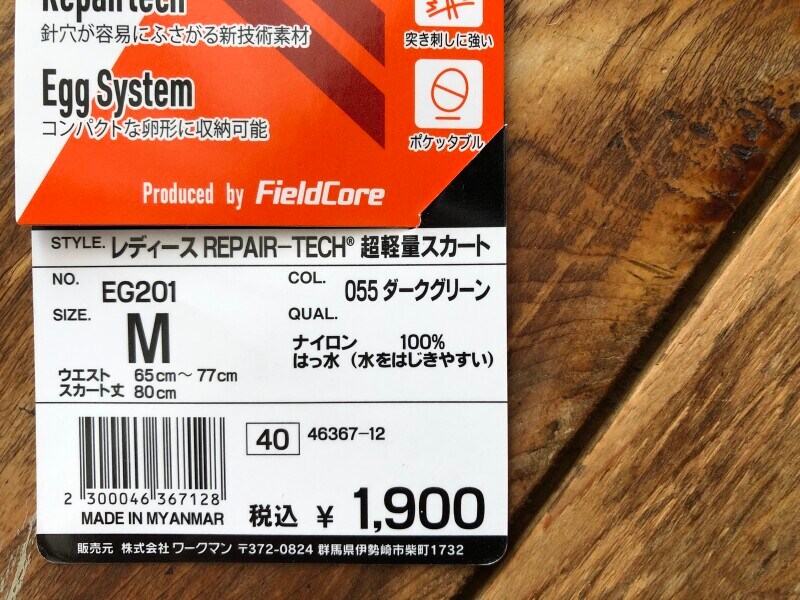 Repairtech
針穴が容易にふさがる新技術素材
突き刺しに強い
Egg System
コンパクトな卵形に収納可能
ポケッタブル
Produced by FieldCore
STYLE. レディース REPAIR-TECH® 超軽量スカート
NO. EG201
COL. 055 ダークグリーン
SIZE. M
QUAL. ナイロン 100%
はっ水（水をはじきやすい）
ウエスト 65cm～77cm
スカート丈 80cm
40 46367-12
2 300046 367128
MADE IN MYANMAR
税込 ¥ 1,900
販売元 株式会社 ワークマン 〒372-0824 群馬県伊勢崎市柴町1732